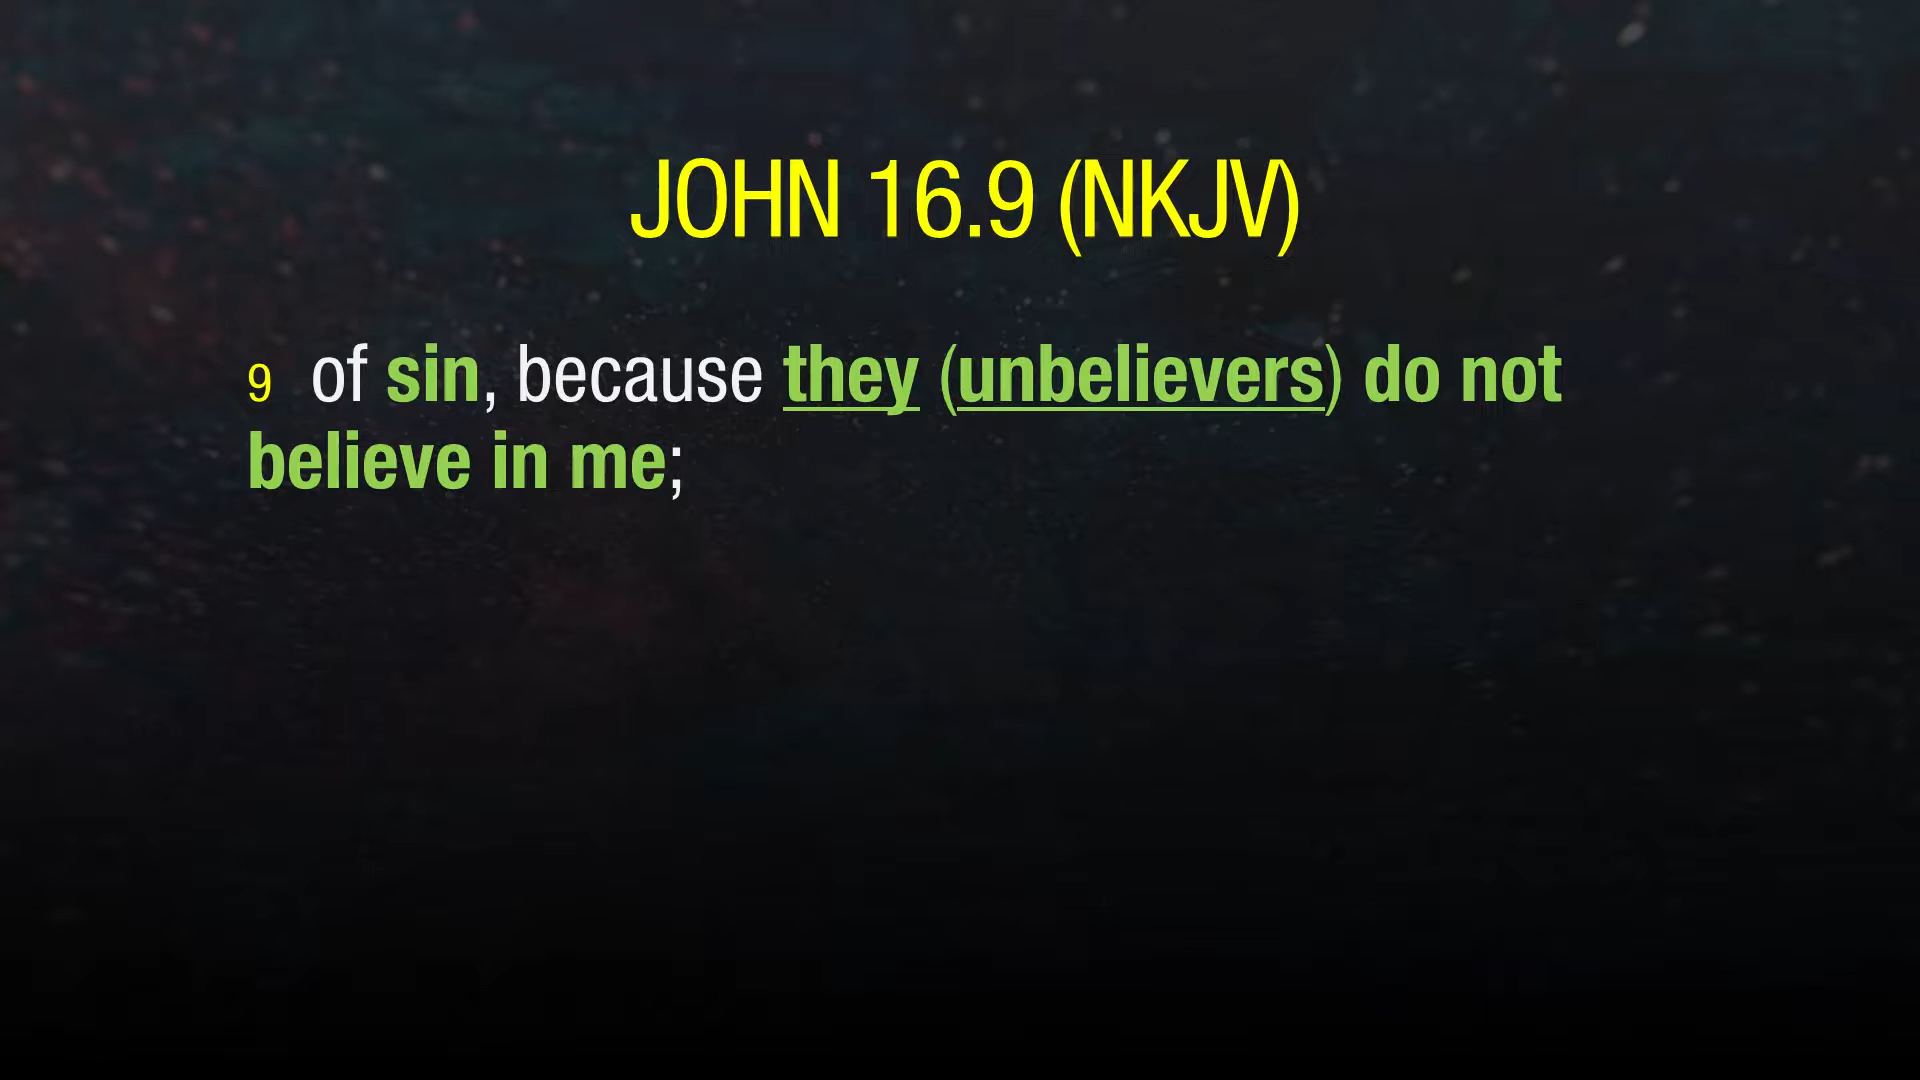 JOHN 16.9 (NKJV)
9 of sin, because they (unbelievers) do not
believe in me;